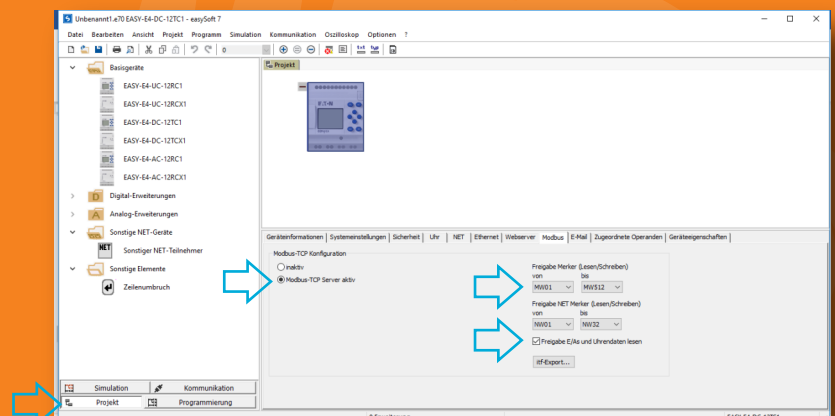 Unbenannt1.e70 EASY-E4-DC-12TC1 - easySoft 7
Datei Bearbeiten Ansicht Projekt Programm Simulation Kommunikation Oszilloskop Optionen ?
0
Basisgeräte
EASY-E4-UC-12RC1
EASY-E4-UC-12RCX1
EASY-E4-DC-12TC1
EASY-E4-DC-12TCX1
EASY-E4-AC-12RC1
EASY-E4-AC-12RCX1
D Digital-Erweiterungen
A Analog-Erweiterungen
Sonstige NET-Geräte
NET Sonstiger NET-Teilnehmer
Sonstige Elemente
Zeilenumbruch
Simulation Kommunikation
Projekt Programmierung
Projekt
Geräteinformationen Systemeinstellungen Sicherheit Uhr NET Ethernet Webserver Modbus E-Mail Zugeordnete Operanden Geräteeigenschaften
Modbus-TCP Konfiguration
inaktiv
Modbus-TCP Server aktiv
Freigabe Merker (Lesen/Schreiben)
von bis
MW01 MW512
Freigabe NET Merker (Lesen/Schreiben)
von bis
NW01 NW32
Freigabe E/As und Uhrendaten lesen
itf-Export...